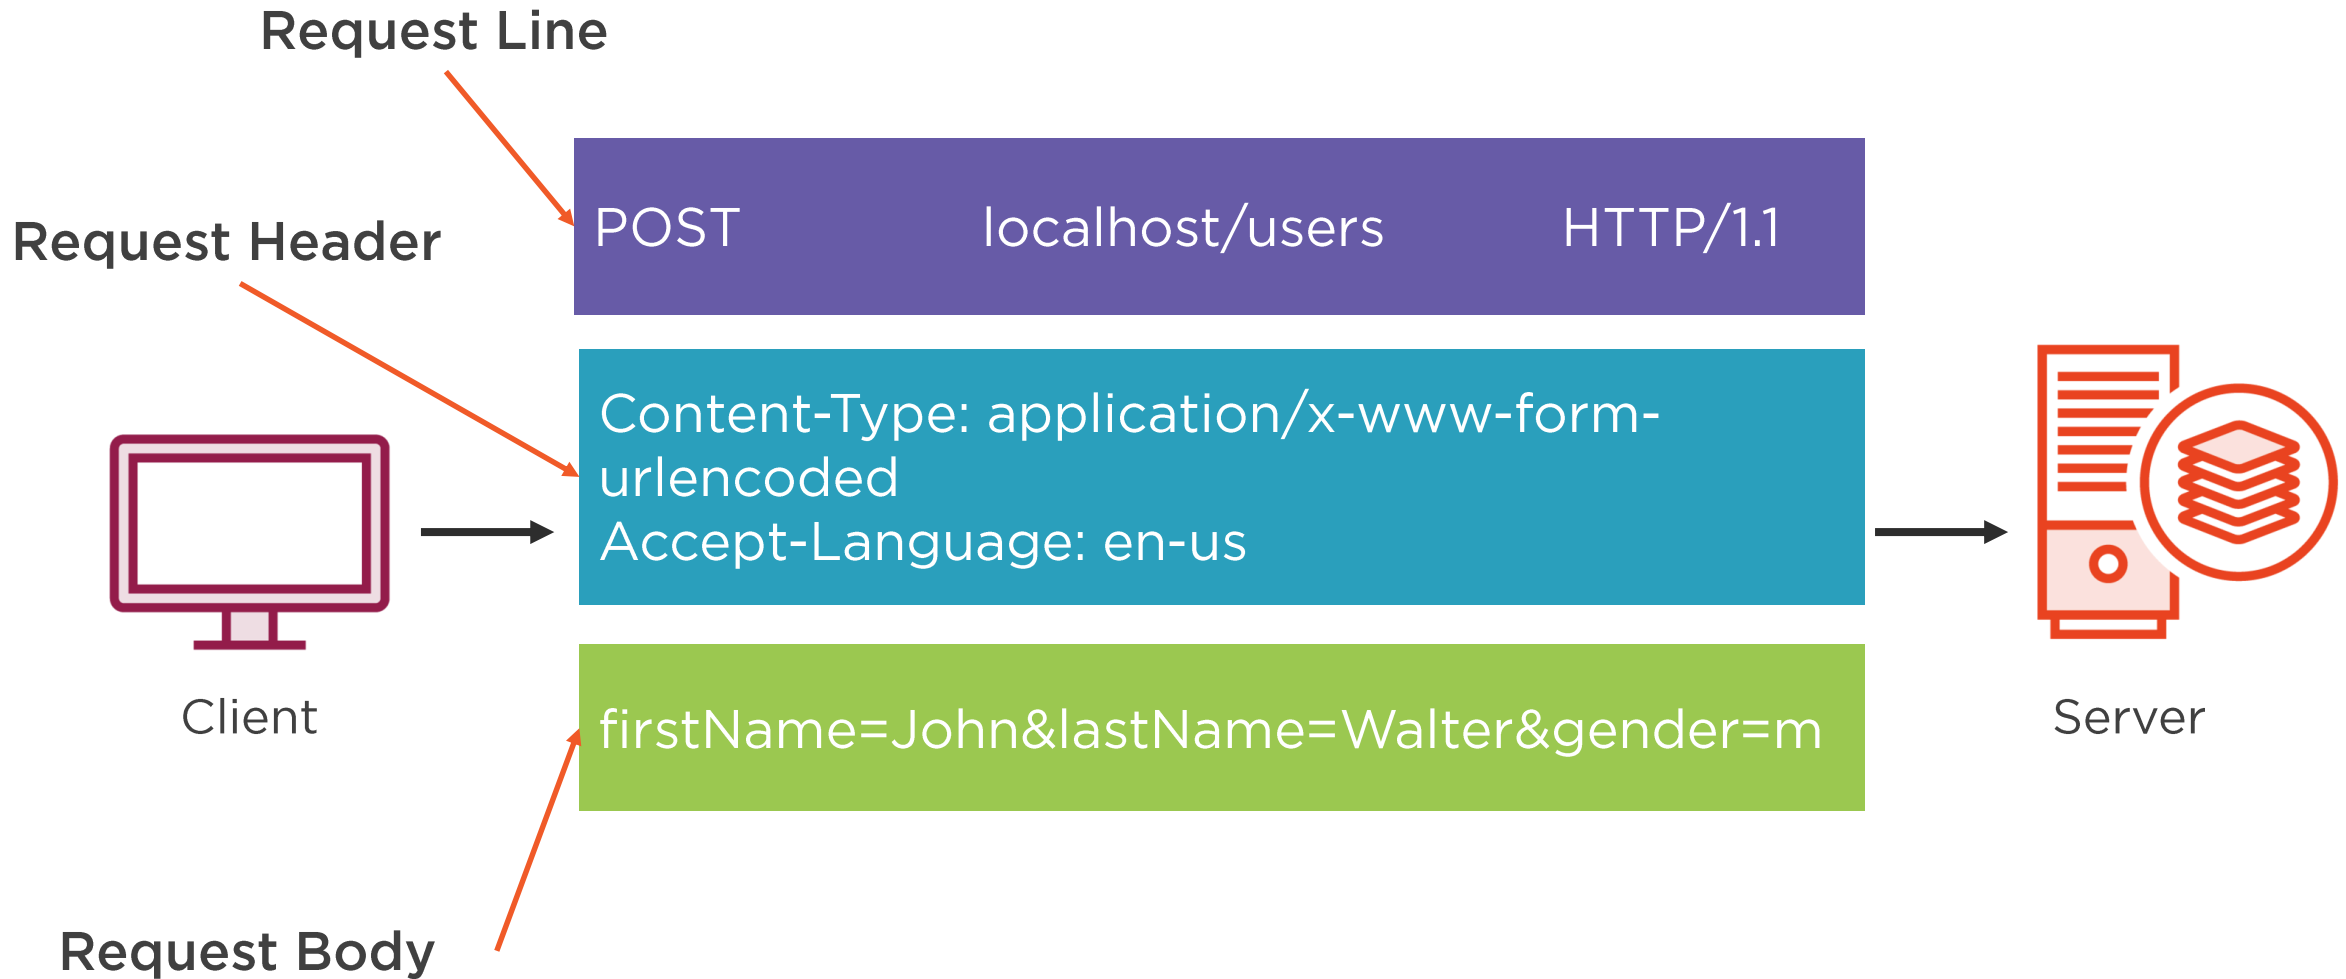 Request Line
POST localhost/users HTTP/1.1
Request Header
Content-Type: application/x-www-form-
urlencoded
Accept-Language: en-us
Client
firstName=John&lastName=Walter&gender=m
Server
Request Body